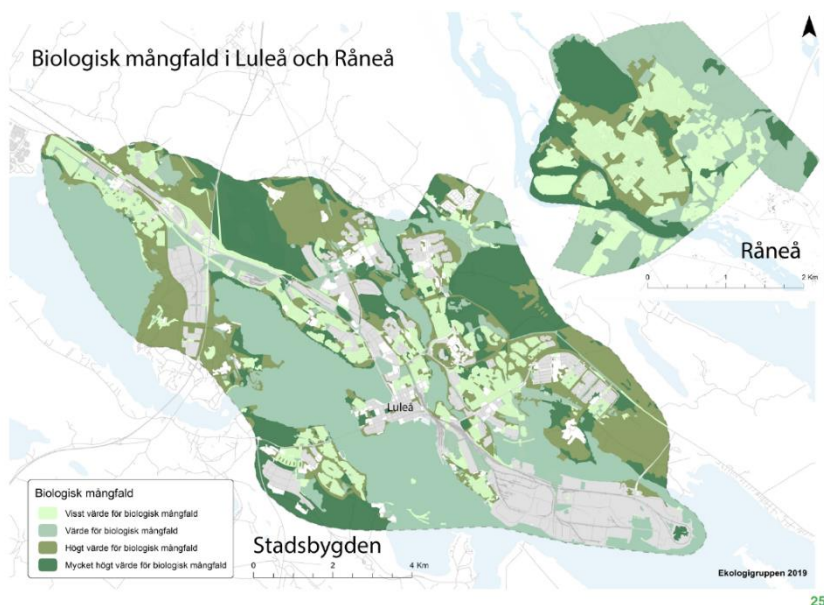 Biologisk mångfald i Luleå och Råneå
Råneå
0 1 2 Km
Luleå
Biologisk mångfald
Visst värde för biologisk mångfald
Värde för biologisk mångfald
Högt värde för biologisk mångfald
Mycket högt värde för biologisk mångfald
Stadsbygden
0 2 4 Km
Ekologigruppen 2019
25